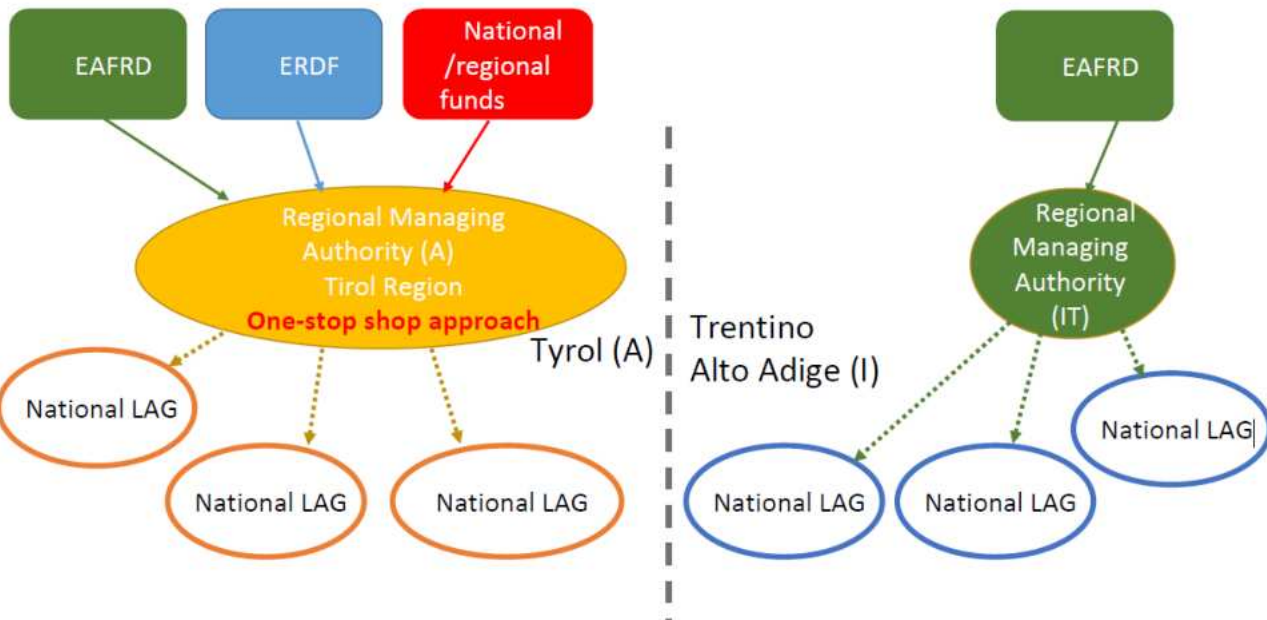 EAFRD
ERDF
National
/regional
funds
EAFRD
Regional Managing
Authority (A)
Tirol Region
One-stop shop approach
Regional
Managing
Authority
(IT)
Tyrol (A)
Trentino
Alto Adige (I)
National LAG
National LAG
National LAG
National LAG
National LAG
National LAG